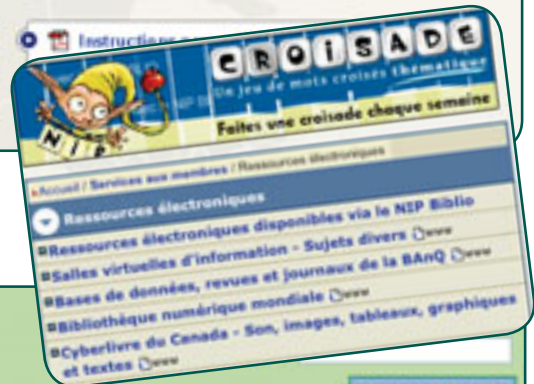 Instructions
CROISADE
Un jeu de mots croisés thématique
Faites une croisade chaque semaine
NIP
Accueil / Services aux membres / Ressources électroniques
Ressources électroniques
Ressources électroniques disponibles via le NIP Biblio
Salles virtuelles d'information - Sujets divers www
Bases de données, revues et journaux de la BAnQ www
Bibliothèque numérique mondiale www
Cyberlivre du Canada - Son, images, tableaux, graphiques
et textes www